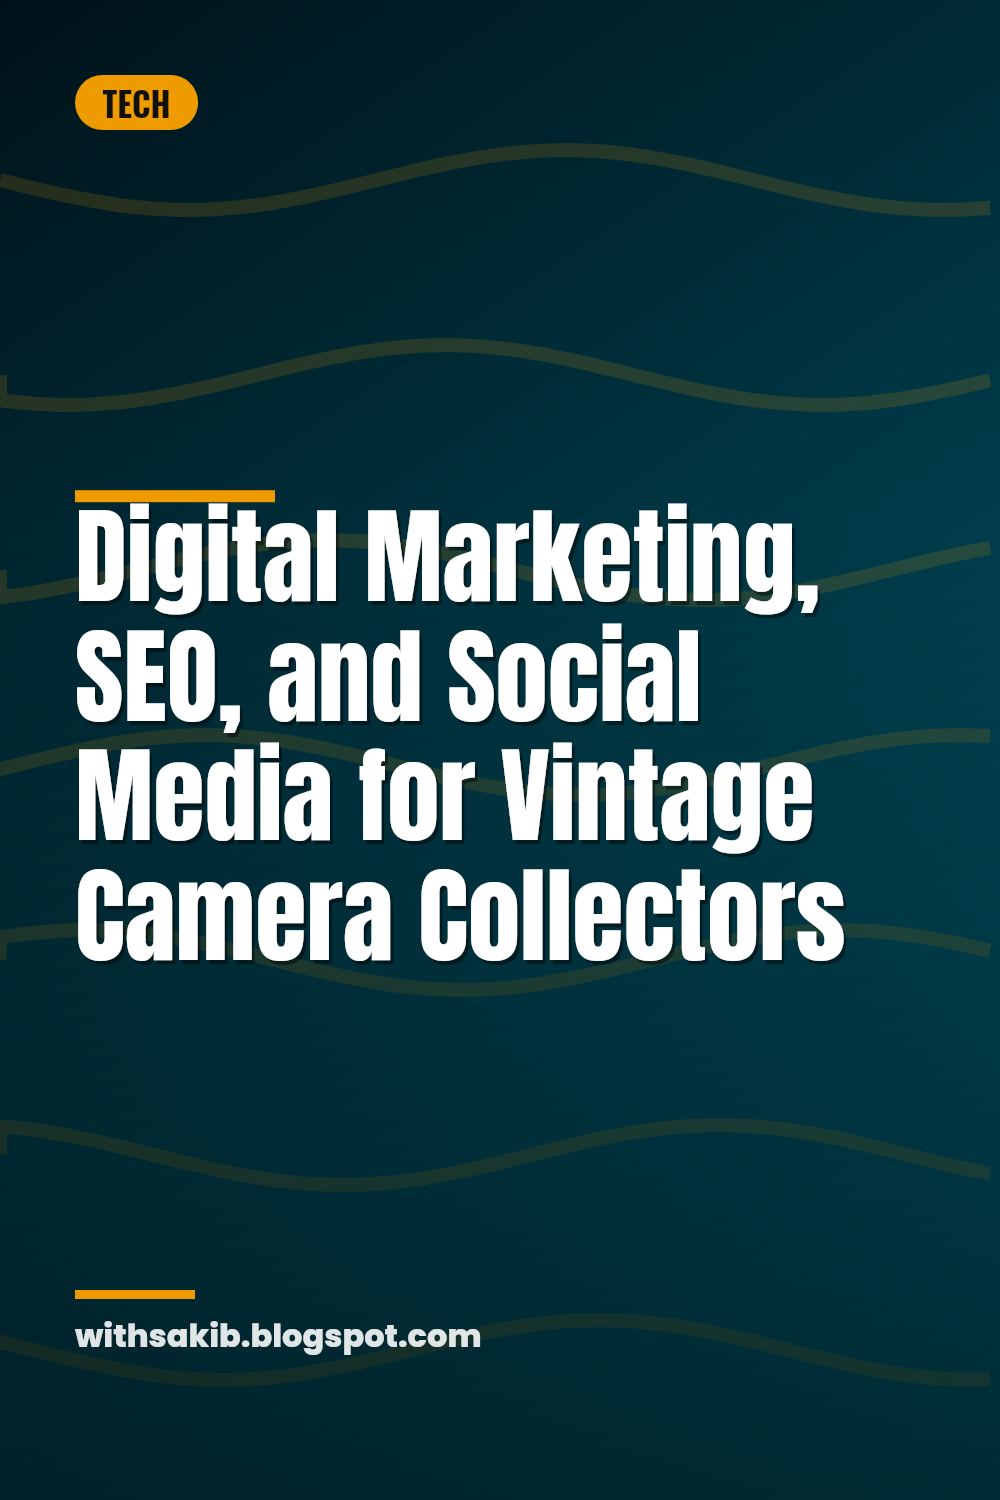 TECH
Digital Marketing,
SEO, and Social
Media for Vintage
Camera Collectors
withsakib.blogspot.com